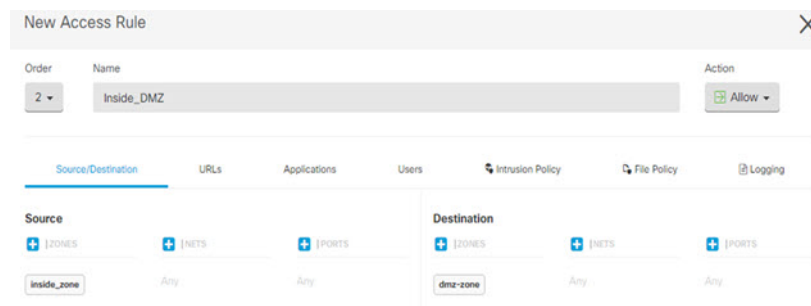 New Access Rule
Order Name Action
2 Inside_DMZ Allow
Source/Destination URLs Applications Users Intrusion Policy File Policy Logging
Source Destination
ZONES NETS PORTS ZONES NETS PORTS
inside_zone Any Any dmz-zone Any Any